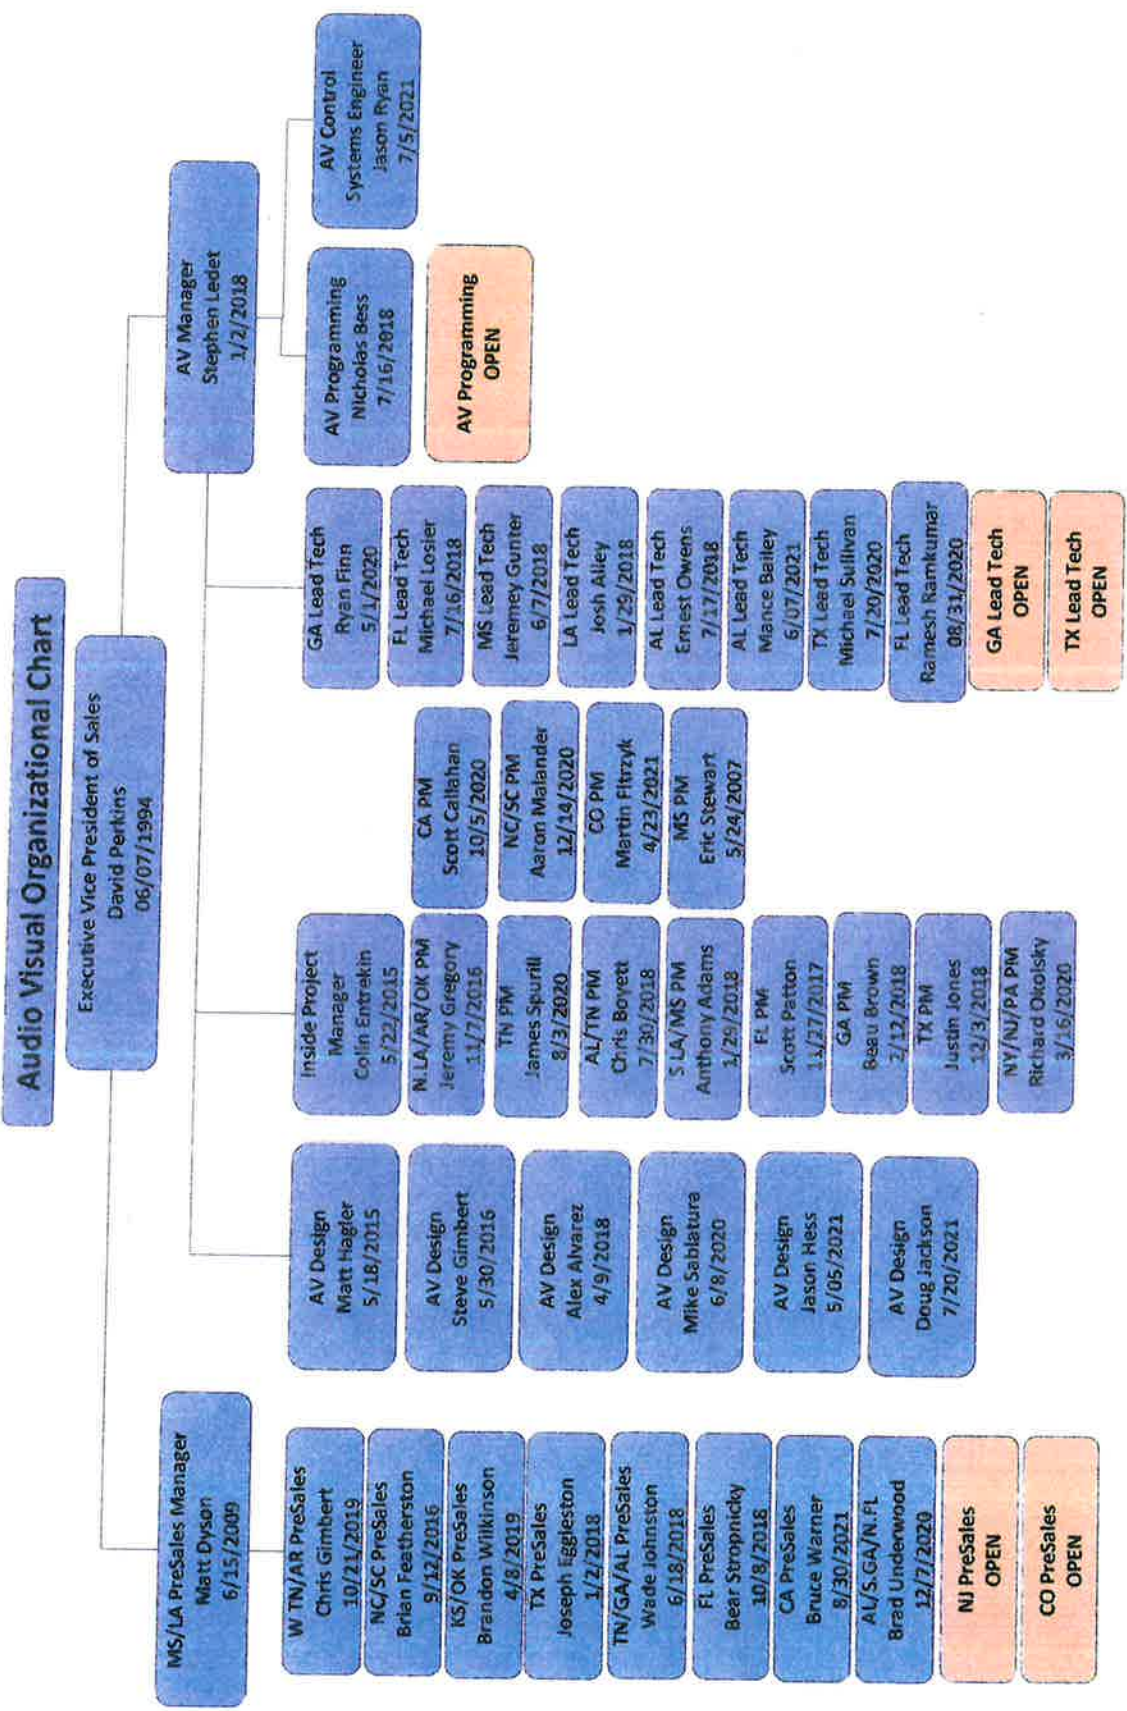 Audio Visual Organizational Chart
Executive Vice President of Sales
David Perkins
06/07/1994
MS/LA PreSales Manager
Matt Dyson
6/15/2009
AV Manager
Stephen Ledet
1/2/2018
W TN/AR PreSales
Chris Gimbert
10/21/2019
NC/SC PreSales
Brian Featherston
9/12/2016
KS/OK PreSales
Brandon Wilkinson
4/8/2019
TX PreSales
Joseph Eggleston
1/2/2018
TN/GA/AL PreSales
Wade Johnston
6/18/2018
FL PreSales
Bear Stropnicky
10/8/2018
CA PreSales
Bruce Warner
8/30/2021
AL/S.GA/N.FL
Brad Underwood
12/7/2020
NJ PreSales
OPEN
CO PreSales
OPEN
AV Design
Matt Hagler
5/18/2015
AV Design
Steve Gimbert
5/30/2016
AV Design
Alex Alvarez
4/9/2018
AV Design
Mike Sablatura
6/8/2020
AV Design
Jason Hess
5/05/2021
AV Design
Doug Jackson
7/20/2021
Inside Project
Manager
Colin Entrekin
5/22/2015
N.LA/AR/OK PM
Jeremy Gregory
11/7/2016
TN PM
James Spurill
8/3/2020
AL/TN PM
Chris Bovett
7/30/2018
S LA/MS PM
Anthony Adams
1/29/2018
FL PM
Scott Patton
11/27/2017
GA PM
Beau Brown
2/12/2018
TX PM
Justin Jones
12/3/2018
NY/NJ/PA PM
Richard Okolsky
3/16/2020
CA PM
Scott Callahan
10/5/2020
NC/SC PM
Aaron Malander
12/14/2020
CO PM
Martin Fitrzyk
4/23/2021
MS PM
Eric Stewart
5/24/2007
GA Lead Tech
Ryan Finn
5/1/2020
FL Lead Tech
Michael Losier
7/16/2018
MS Lead Tech
Jeremey Gunter
6/7/2018
LA Lead Tech
Josh Alley
1/29/2018
AL Lead Tech
Ernest Owens
7/17/2018
AL Lead Tech
Mance Bailey
6/07/2021
TX Lead Tech
Michael Sullivan
7/20/2020
FL Lead Tech
Ramesh Ramkumar
08/31/2020
GA Lead Tech
OPEN
TX Lead Tech
OPEN
AV Programming
Nicholas Bess
7/16/2018
AV Programming
OPEN
AV Control
Systems Engineer
Jason Ryan
7/5/2021